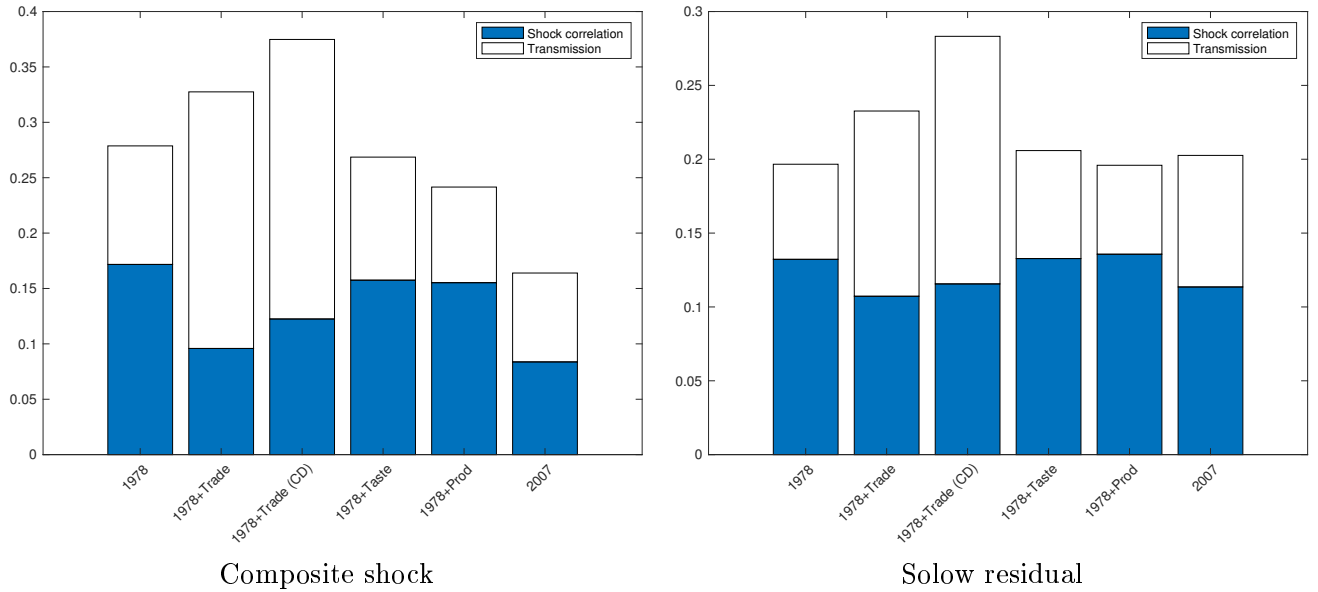 0.4
0.35
0.3
0.25
0.2
0.15
0.1
0.05
0
Shock correlation
Transmission
1978
1978+Trade
1978+Trade (CD)
1978+Taste
1978+Prod
2007
Composite shock
0.3
0.25
0.2
0.15
0.1
0.05
0
Shock correlation
Transmission
1978
1978+Trade
1978+Trade (CD)
1978+Taste
1978+Prod
2007
Solow residual